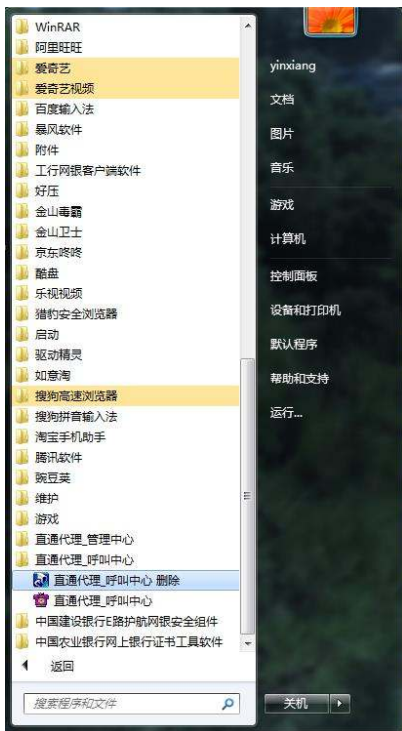 WinRAR
阿里旺旺
爱奇艺
爱奇艺视频
百度输入法
暴风软件
附件
工行网银客户端软件
好压
金山毒霸
金山卫士
京东咚咚
酷盘
乐视视频
猎豹安全浏览器
启动
驱动精灵
如意淘
搜狗高速浏览器
搜狗拼音输入法
淘宝手机助手
腾讯软件
豌豆荚
维护
游戏
直通代理_管理中心
直通代理_呼叫中心
直通代理_呼叫中心 删除
直通代理_呼叫中心
中国建设银行E路护航网银安全组件
中国农业银行网上银行证书工具软件
返回
搜索程序和文件
yinxiang
文档
图片
音乐
游戏
计算机
控制面板
设备和打印机
默认程序
帮助和支持
运行...
关机